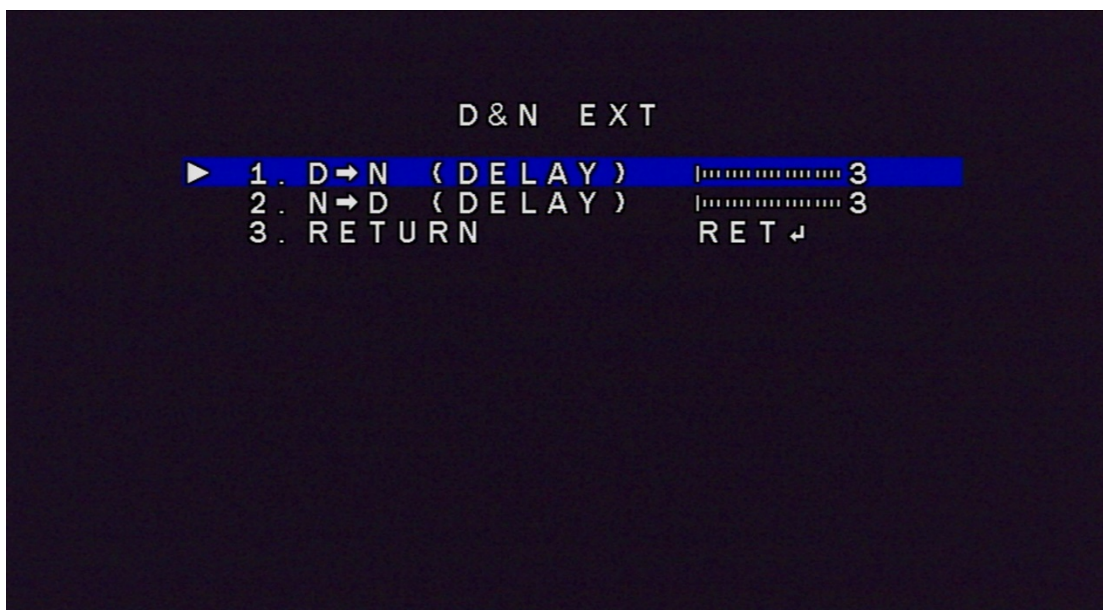 D&N EXT
▶ 1. D➡N (DELAY) 3
2. N➡D (DELAY) 3
3. RETURN RET↲